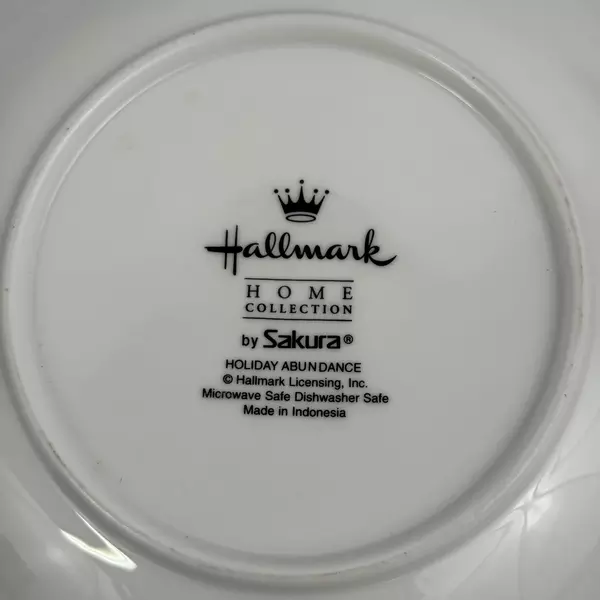 Hallmark
HOME
COLLECTION
by Sakura®
HOLIDAY ABUNDANCE
© Hallmark Licensing, Inc.
Microwave Safe Dishwasher Safe
Made in Indonesia